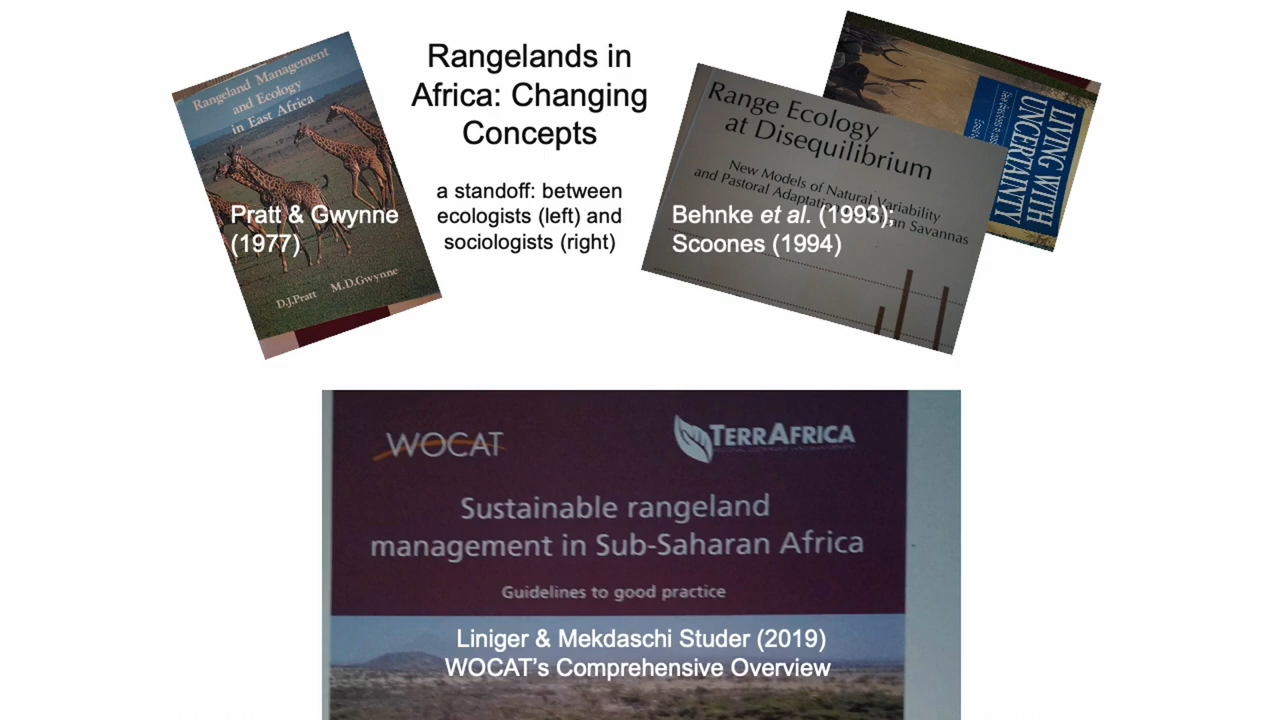 Rangeland Management
and Ecology
in East Africa
Pratt & Gwynne
(1977)
D.J.Pratt M.D.Gwynne
Rangelands in
Africa: Changing
Concepts
a standoff: between
ecologists (left) and
sociologists (right)
Range Ecology
at Disequilibrium
New Models of Natural Variability
and Pastoral Adaptation in African Savannas
Behnke et al. (1993);
Scoones (1994)
LIVING WITH
UNCERTAINTY
WOCAT
TERRAFRICA
Sustainable rangeland
management in Sub-Saharan Africa
Guidelines to good practice
Liniger & Mekdaschi Studer (2019)
WOCAT's Comprehensive Overview